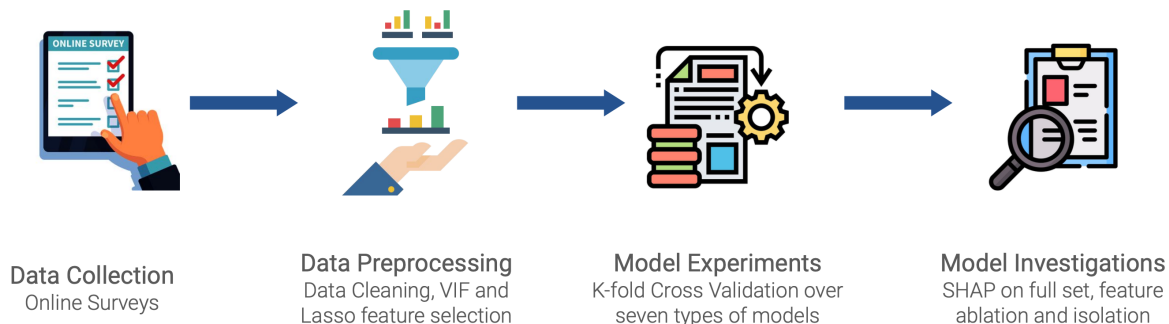 ONLINE SURVEY
Data Collection
Online Surveys
Data Preprocessing
Data Cleaning, VIF and
Lasso feature selection
Model Experiments
K-fold Cross Validation over
seven types of models
Model Investigations
SHAP on full set, feature
ablation and isolation